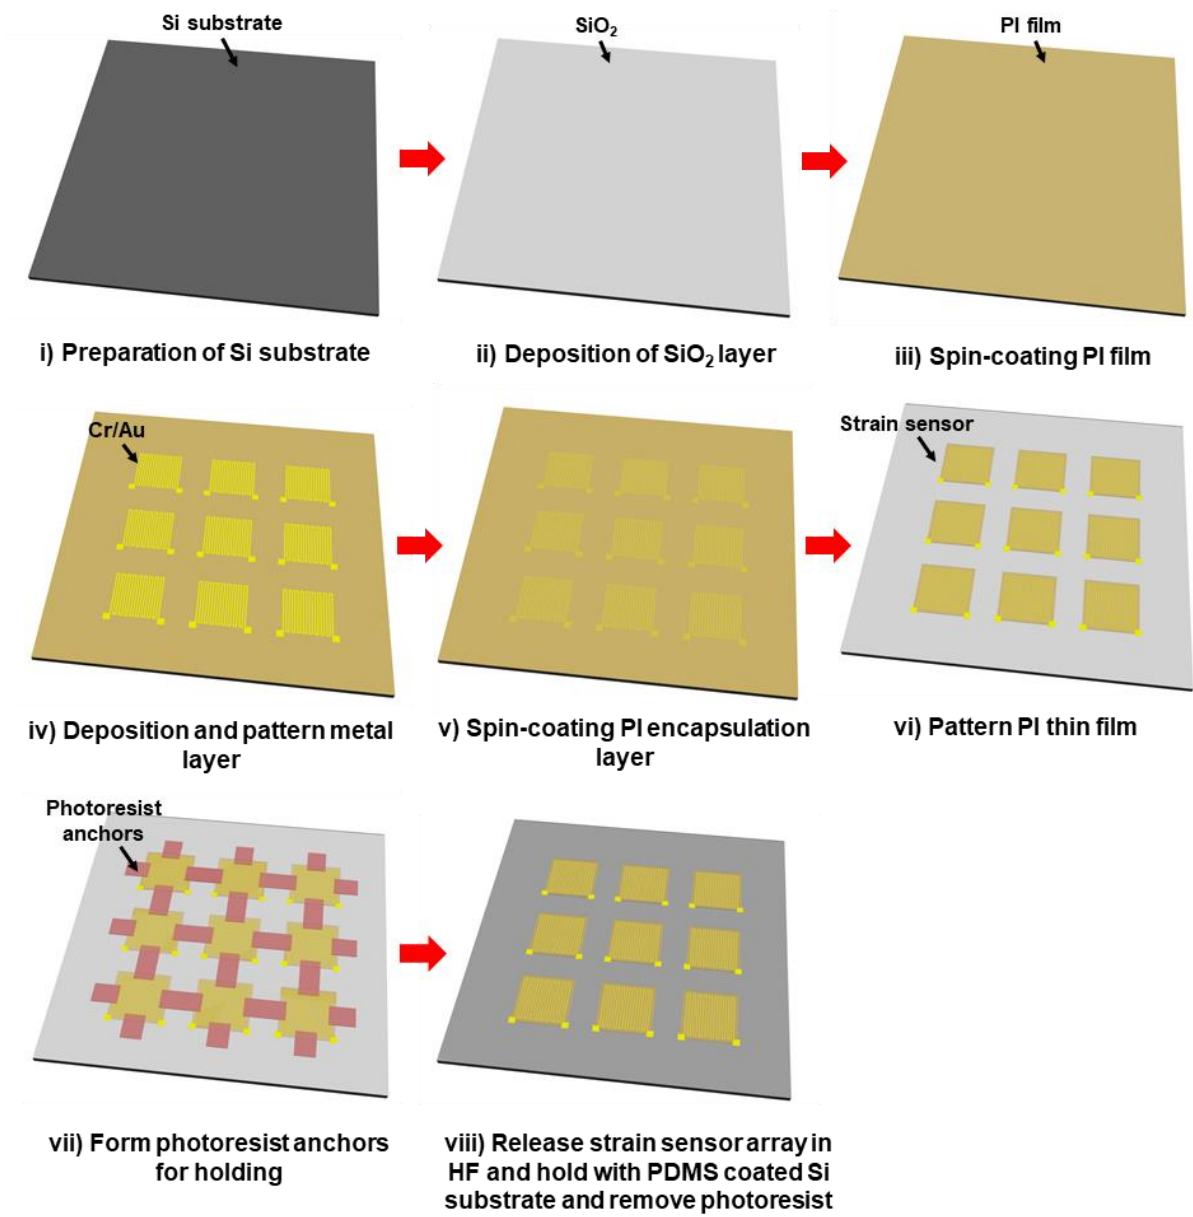 Si substrate
SiO₂
PI film
i) Preparation of Si substrate
ii) Deposition of SiO₂ layer
iii) Spin-coating PI film
Cr/Au
Strain sensor
iv) Deposition and pattern metal
layer
v) Spin-coating PI encapsulation
layer
vi) Pattern PI thin film
Photoresist
anchors
vii) Form photoresist anchors
for holding
viii) Release strain sensor array in
HF and hold with PDMS coated Si
substrate and remove photoresist